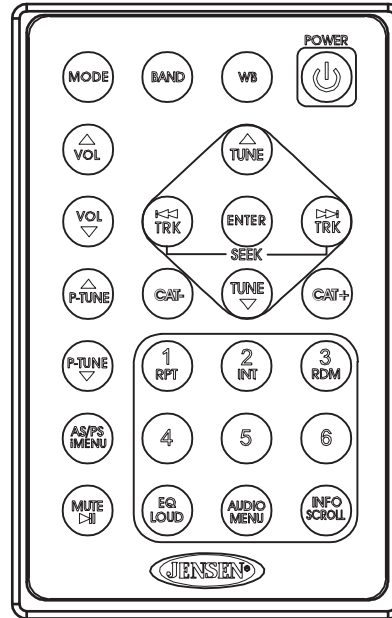 POWER
MODE BAND WB
VOL TUNE
VOL TRK ENTER TRK
SEEK
P-TUNE CAT- TUNE CAT+
P-TUNE 1 RPT 2 INT 3 RDM
AS/PS
iMENU 4 5 6
MUTE EQ
LOUD AUDIO
MENU INFO
SCROLL
JENSEN®